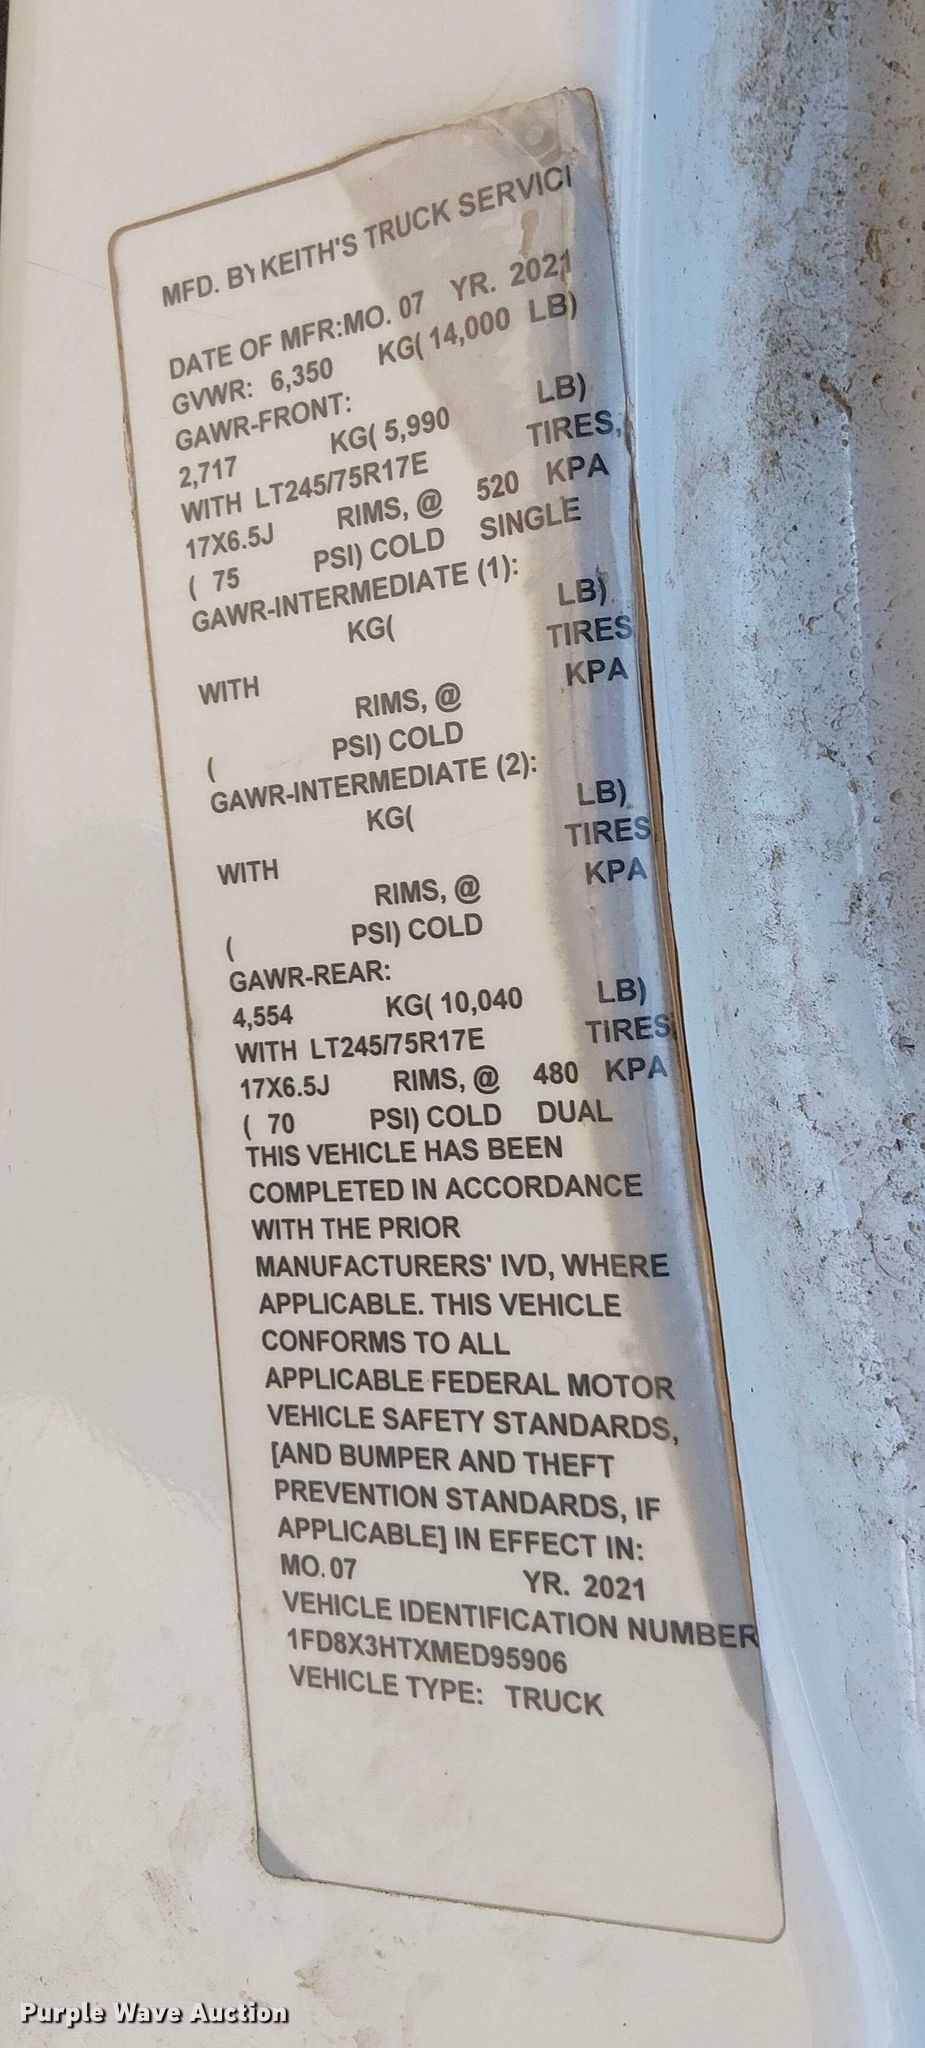 MFD. BY KEITH'S TRUCK SERVICI
DATE OF MFR:MO. 07 YR. 2021
GVWR: 6,350 KG( 14,000 LB)
GAWR-FRONT:
2,717 KG( 5,990 LB)
WITH LT245/75R17E TIRES,
17X6.5J RIMS, @ 520 KPA
( 75 PSI) COLD SINGLE
GAWR-INTERMEDIATE (1):
KG( LB)
WITH TIRES
RIMS, @ KPA
( PSI) COLD
GAWR-INTERMEDIATE (2):
KG( LB)
WITH TIRES
RIMS, @ KPA
( PSI) COLD
GAWR-REAR:
4,554 KG( 10,040 LB)
WITH LT245/75R17E TIRES,
17X6.5J RIMS, @ 480 KPA
( 70 PSI) COLD DUAL
THIS VEHICLE HAS BEEN
COMPLETED IN ACCORDANCE
WITH THE PRIOR
MANUFACTURERS' IVD, WHERE
APPLICABLE. THIS VEHICLE
CONFORMS TO ALL
APPLICABLE FEDERAL MOTOR
VEHICLE SAFETY STANDARDS,
[AND BUMPER AND THEFT
PREVENTION STANDARDS, IF
APPLICABLE] IN EFFECT IN:
MO. 07 YR. 2021
VEHICLE IDENTIFICATION NUMBER
1FD8X3HTXMED95906
VEHICLE TYPE: TRUCK
Purple Wave Auction